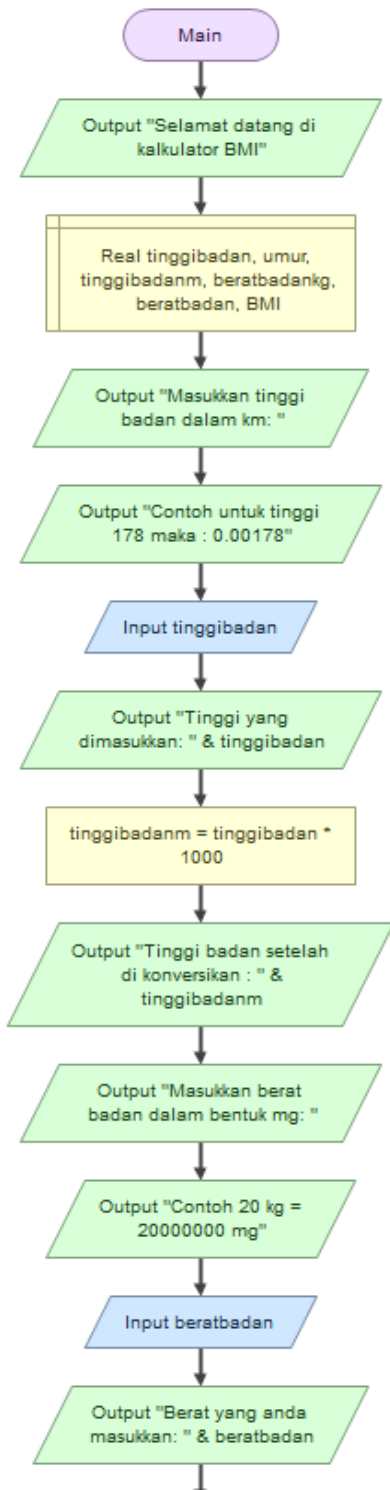 Main
Output "Selamat datang di
kalkulator BMI"
Real tinggibadan, umur,
tinggibadanm, beratbadankg,
beratbadan, BMI
Output "Masukkan tinggi
badan dalam km: "
Output "Contoh untuk tinggi
178 maka : 0.00178"
Input tinggibadan
Output "Tinggi yang
dimasukkan: " & tinggibadan
tinggibadanm = tinggibadan *
1000
Output "Tinggi badan setelah
di konversikan : " &
tinggibadanm
Output "Masukkan berat
badan dalam bentuk mg: "
Output "Contoh 20 kg =
20000000 mg"
Input beratbadan
Output "Berat yang anda
masukkan: " & beratbadan